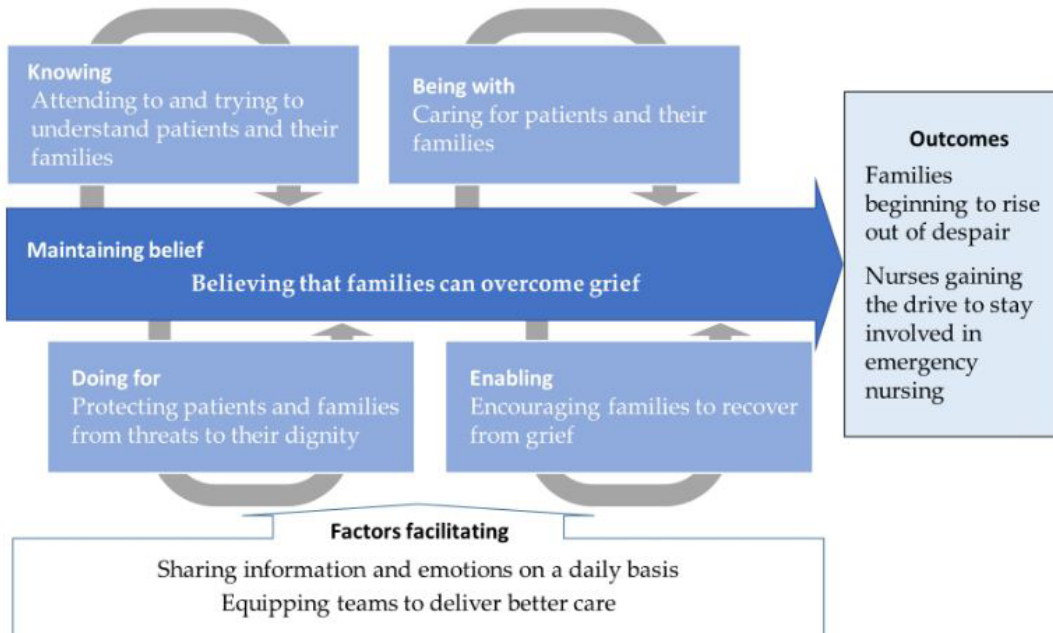 Knowing
Attending to and trying to
understand patients and their
families
Being with
Caring for patients and their
families
Maintaining belief
Believing that families can overcome grief
Doing for
Protecting patients and families
from threats to their dignity
Enabling
Encouraging families to recover
from grief
Outcomes
Families
beginning to rise
out of despair
Nurses gaining
the drive to stay
involved in
emergency
nursing
Factors facilitating
Sharing information and emotions on a daily basis
Equipping teams to deliver better care